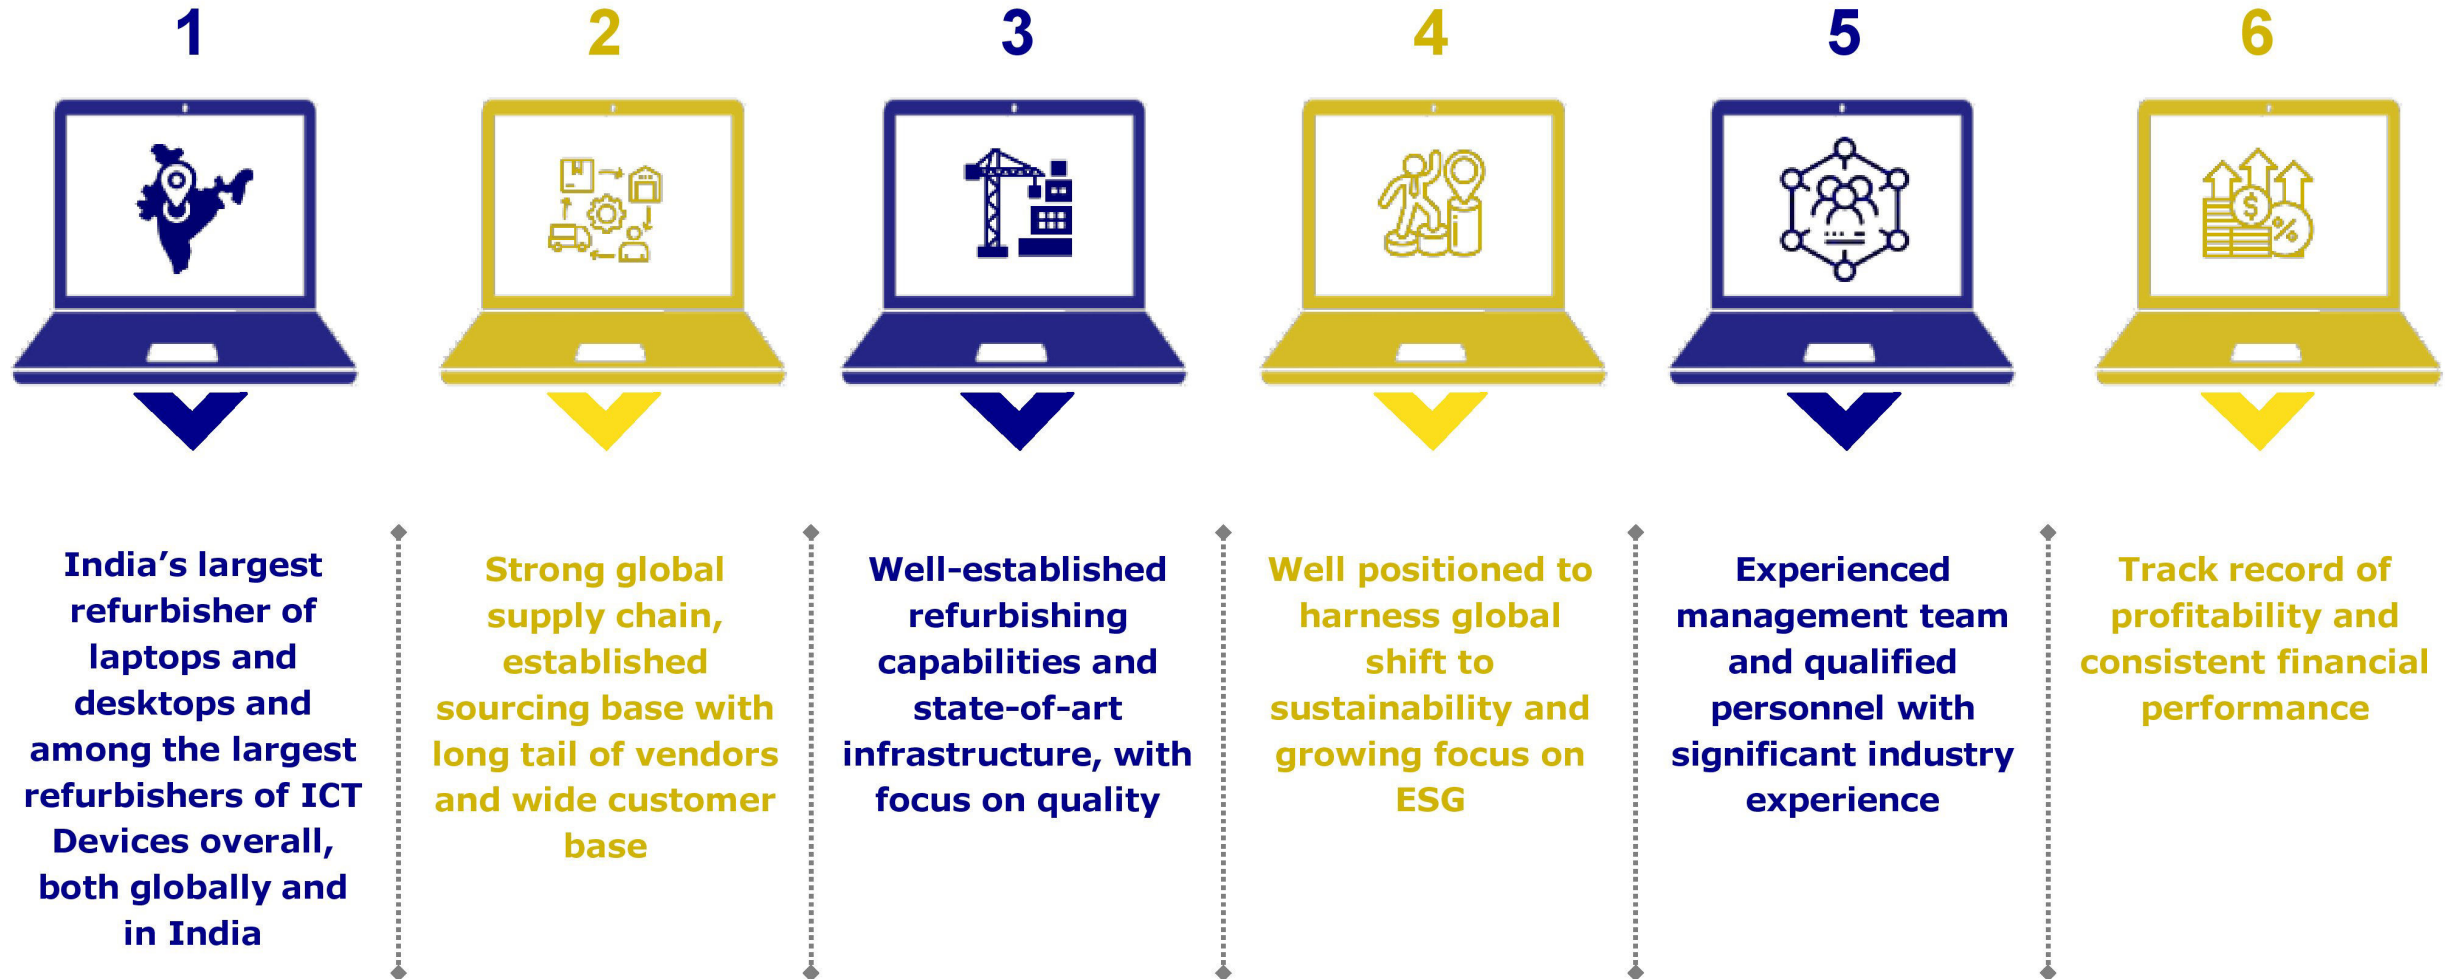 1
2
3
4
5
6
India’s largest
refurbisher of
laptops and
desktops and
among the largest
refurbishers of ICT
Devices overall,
both globally and
in India
Strong global
supply chain,
established
sourcing base with
long tail of vendors
and wide customer
base
Well-established
refurbishing
capabilities and
state-of-art
infrastructure, with
focus on quality
Well positioned to
harness global
shift to
sustainability and
growing focus on
ESG
Experienced
management team
and qualified
personnel with
significant industry
experience
Track record of
profitability and
consistent financial
performance